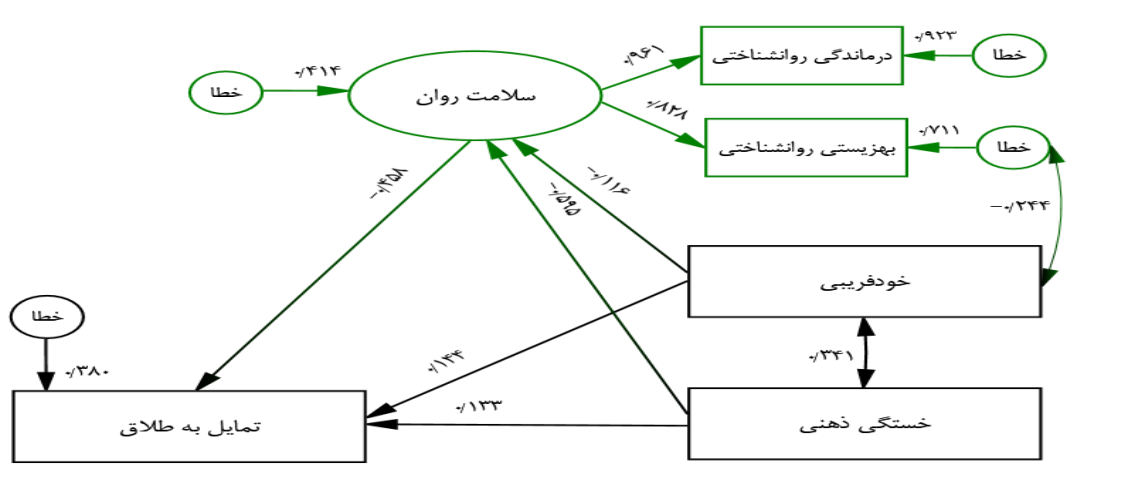 ۰/۹۲۳
خطا
درماندگی روانشناختی
۰/۹۶۱
۰/۴۱۴
خطا
سلامت روان
۰/۸۲۸
۰/۷۱۱
خطا
بهزیستی روانشناختی
-۰/۱۱۶
-۰/۴۵۸
-۰/۵۹۵
-۰/۲۴۴
خودفریبی
خطا
۰/۳۴۱
۰/۱۴۴
۰/۳۸۰
۰/۱۳۳
خستگی ذهنی
تمایل به طلاق